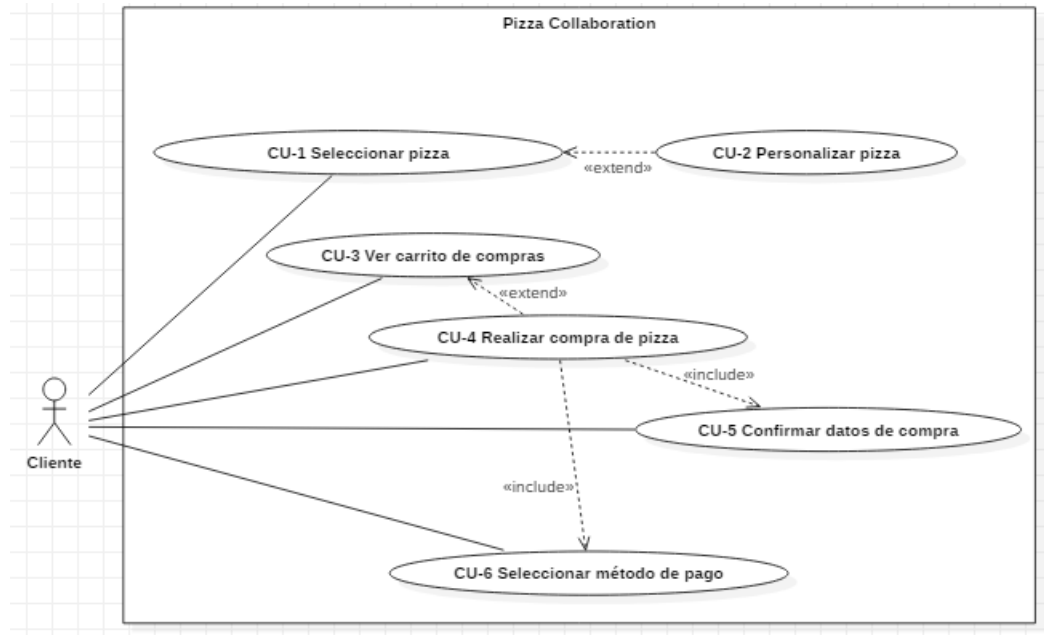 Pizza Collaboration
CU-1 Seleccionar pizza
«extend»
CU-2 Personalizar pizza
CU-3 Ver carrito de compras
«extend»
CU-4 Realizar compra de pizza
«include»
CU-5 Confirmar datos de compra
Cliente
«include»
CU-6 Seleccionar método de pago